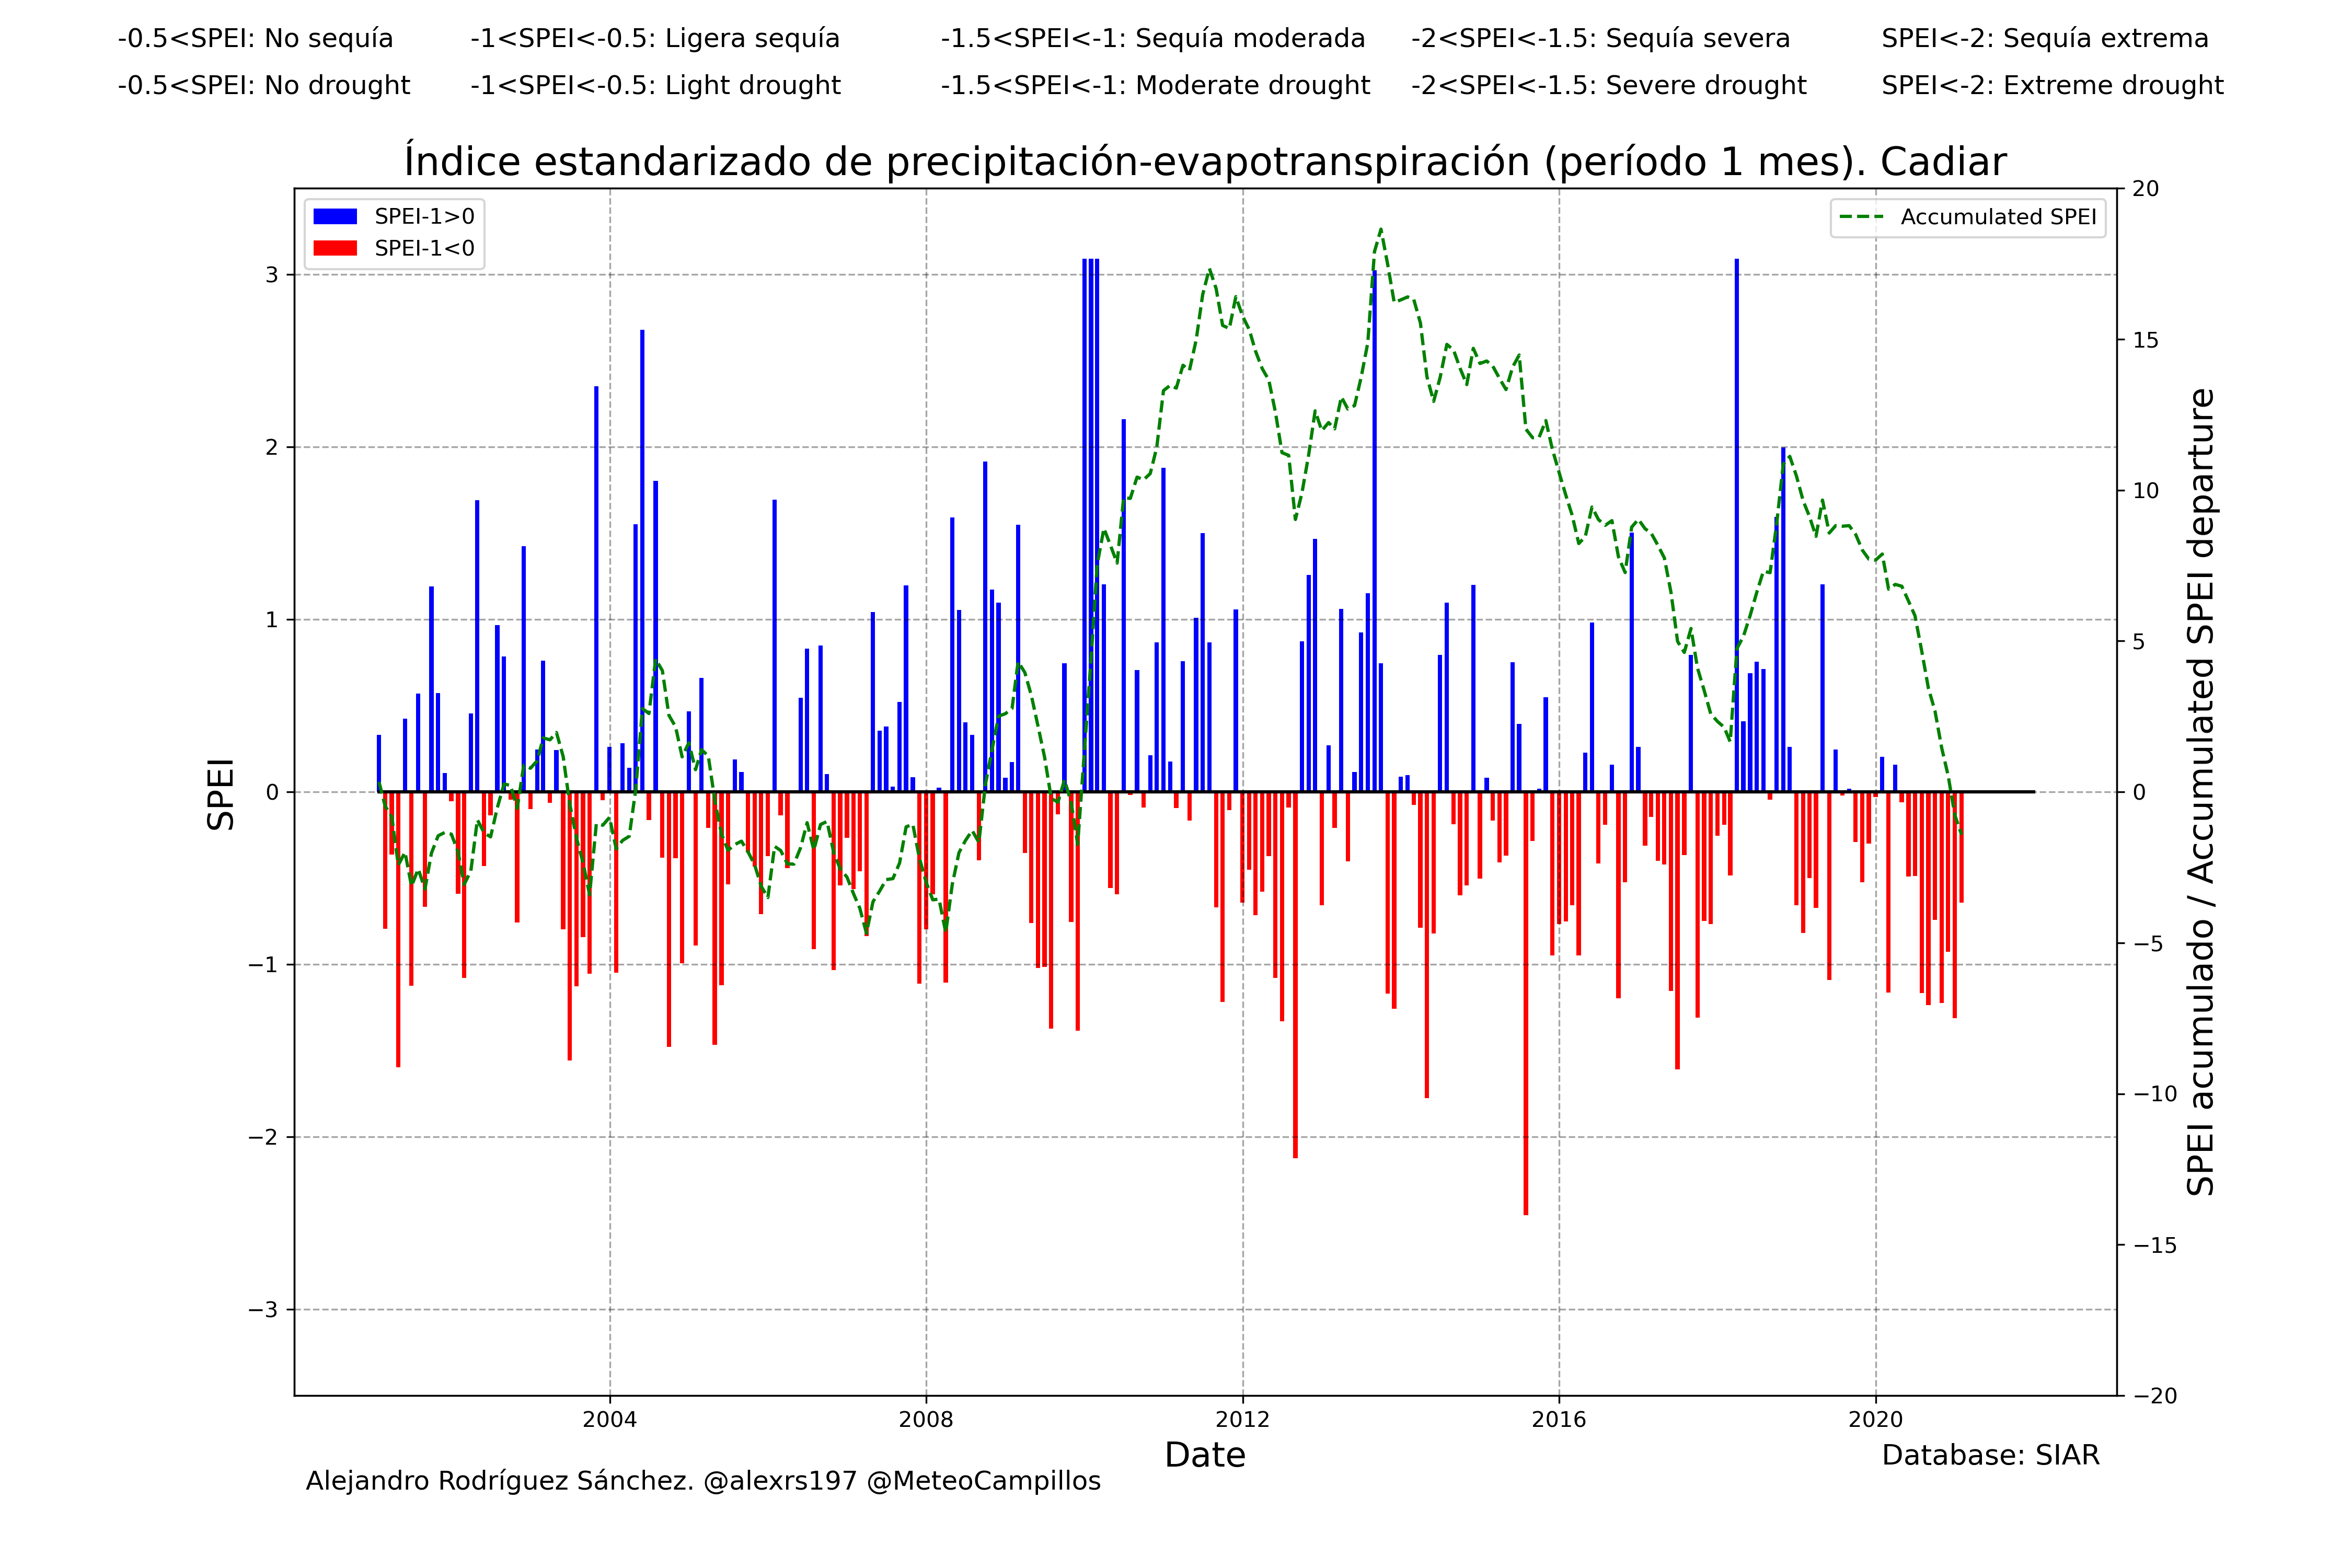 -0.5<SPEI: No sequía -1<SPEI<-0.5: Ligera sequía -1.5<SPEI<-1: Sequía moderada -2<SPEI<-1.5: Sequía severa SPEI<-2: Sequía extrema
-0.5<SPEI: No drought -1<SPEI<-0.5: Light drought -1.5<SPEI<-1: Moderate drought -2<SPEI<-1.5: Severe drought SPEI<-2: Extreme drought
Índice estandarizado de precipitación-evapotranspiración (período 1 mes). Cadiar
SPEI-1>0
SPEI-1<0
Accumulated SPEI
SPEI
3
2
1
0
−1
−2
−3
20
15
10
5
0
−5
−10
−15
−20
SPEI acumulado / Accumulated SPEI departure
2004 2008 2012 2016 2020
Date
Database: SIAR
Alejandro Rodríguez Sánchez. @alexrs197 @MeteoCampillos